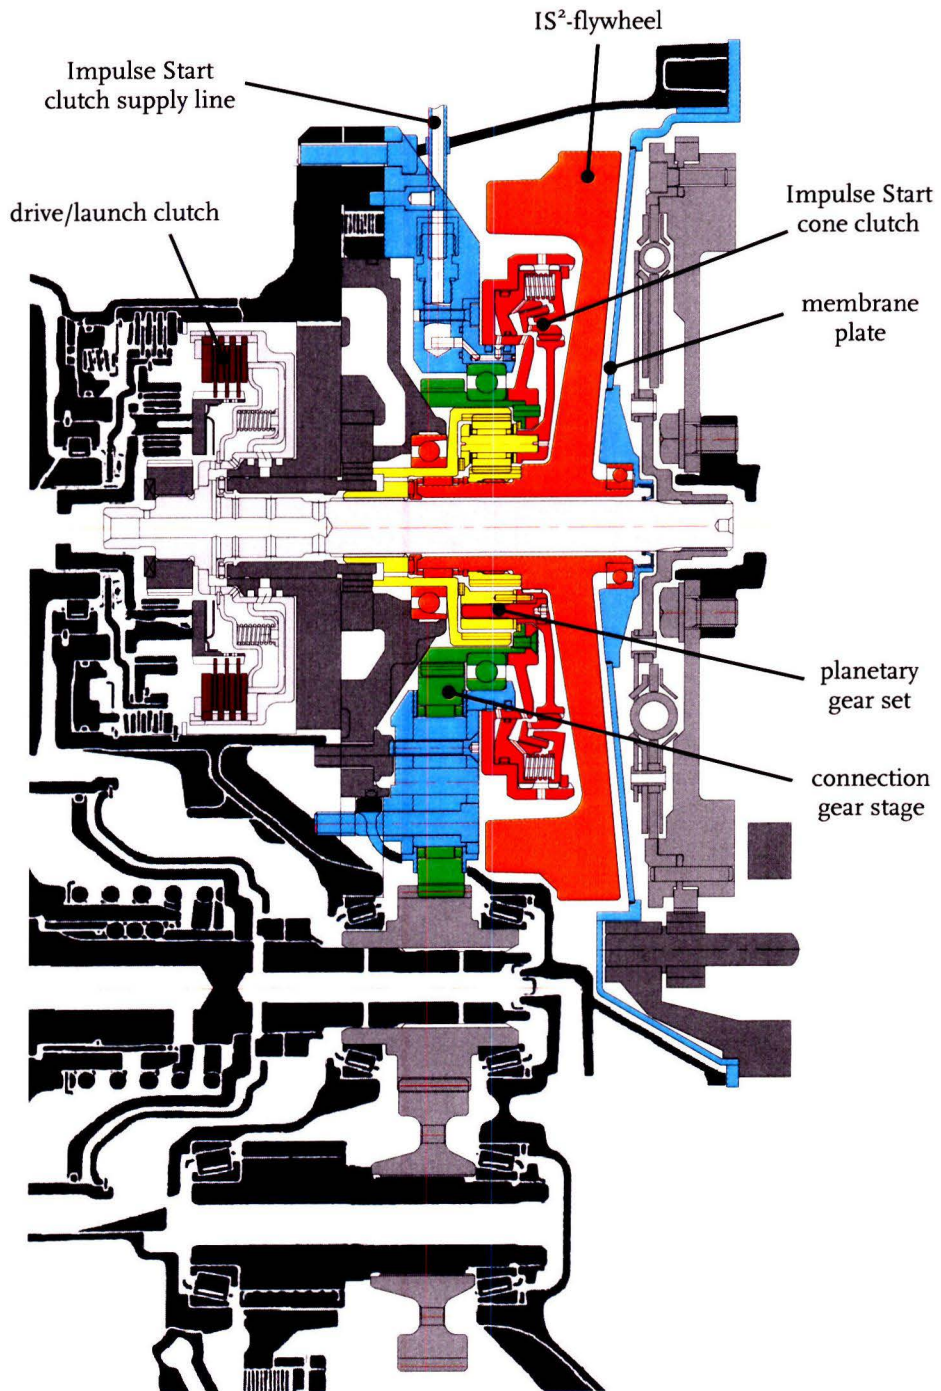 IS²-flywheel
Impulse Start
clutch supply line
drive/launch clutch
Impulse Start
cone clutch
membrane
plate
planetary
gear set
connection
gear stage